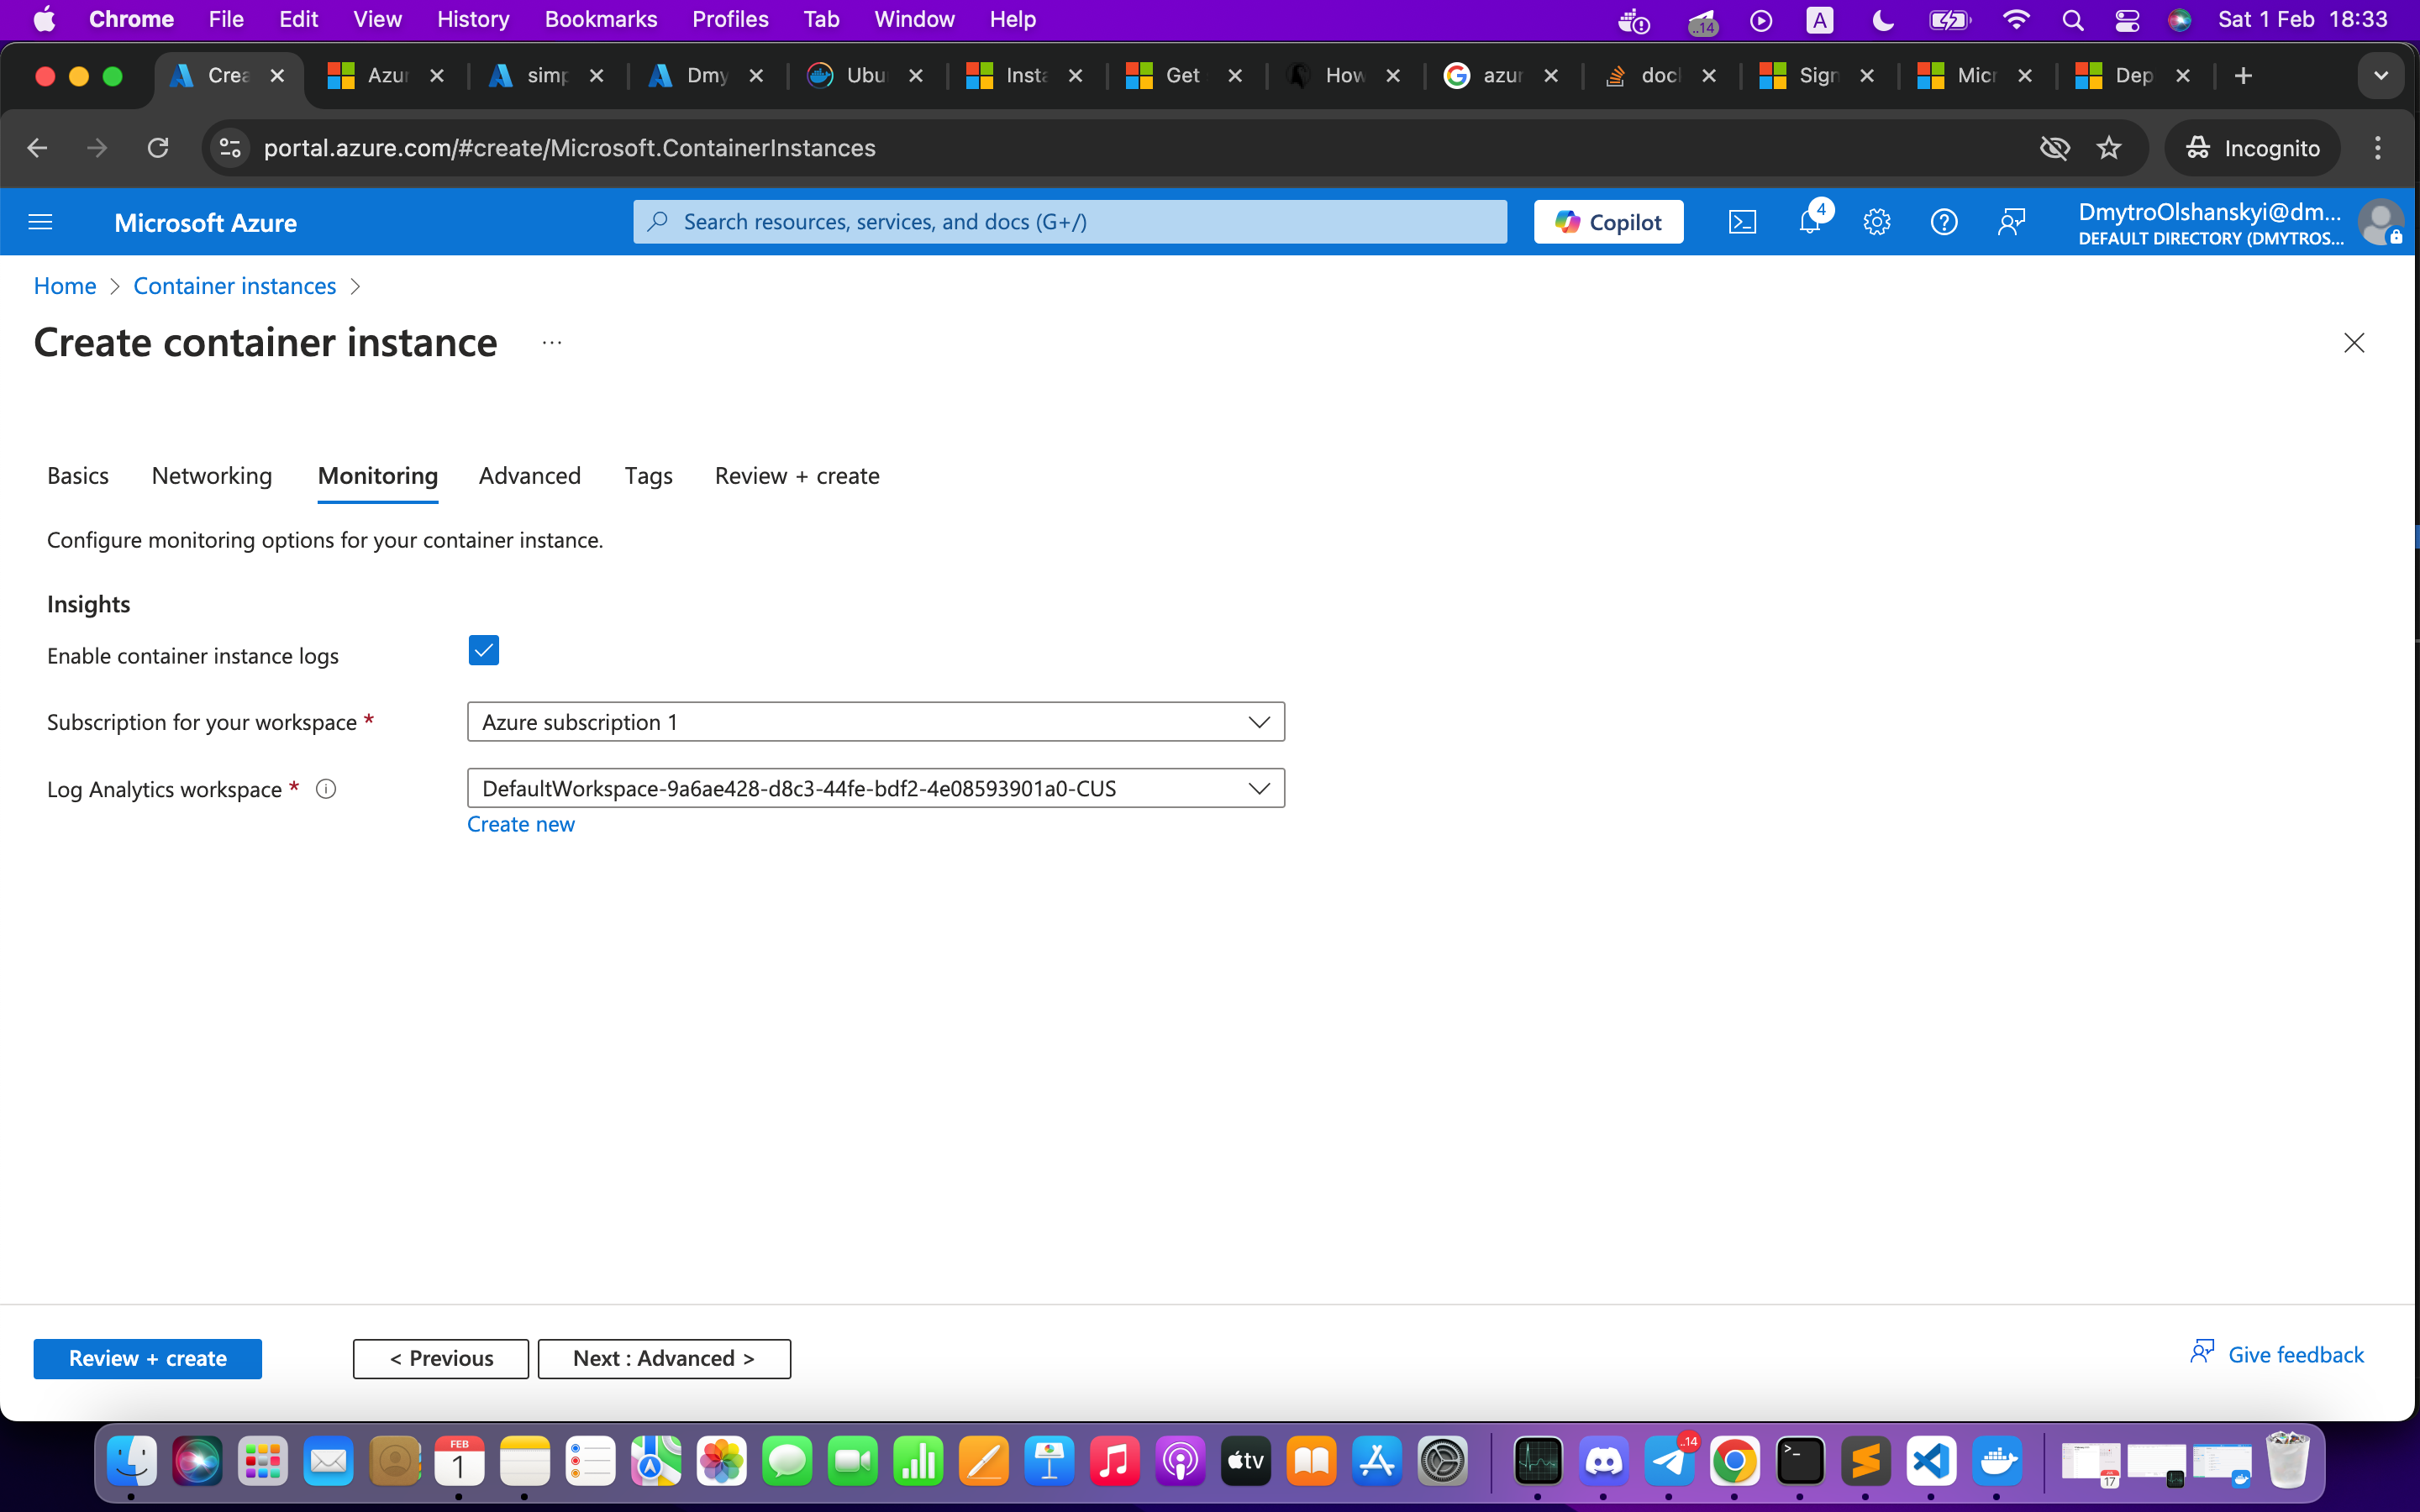 Chrome File Edit View History Bookmarks Profiles Tab Window Help ..14 A Sat 1 Feb 18:33
Crea Azur simp Dmy Ubu Insta Get How azur doc Sign Micr Dep
portal.azure.com/#create/Microsoft.ContainerInstances Incognito
Microsoft Azure Search resources, services, and docs (G+/) Copilot 4 DmytroOlshanskyi@dm...
DEFAULT DIRECTORY (DMYTROS...
Home > Container instances >
Create container instance ...
Basics Networking Monitoring Advanced Tags Review + create
Configure monitoring options for your container instance.
Insights
Enable container instance logs
Subscription for your workspace * Azure subscription 1
Log Analytics workspace * DefaultWorkspace-9a6ae428-d8c3-44fe-bdf2-4e08593901a0-CUS
Create new
Review + create < Previous Next : Advanced > Give feedback
FEB 1 tv ..14 17